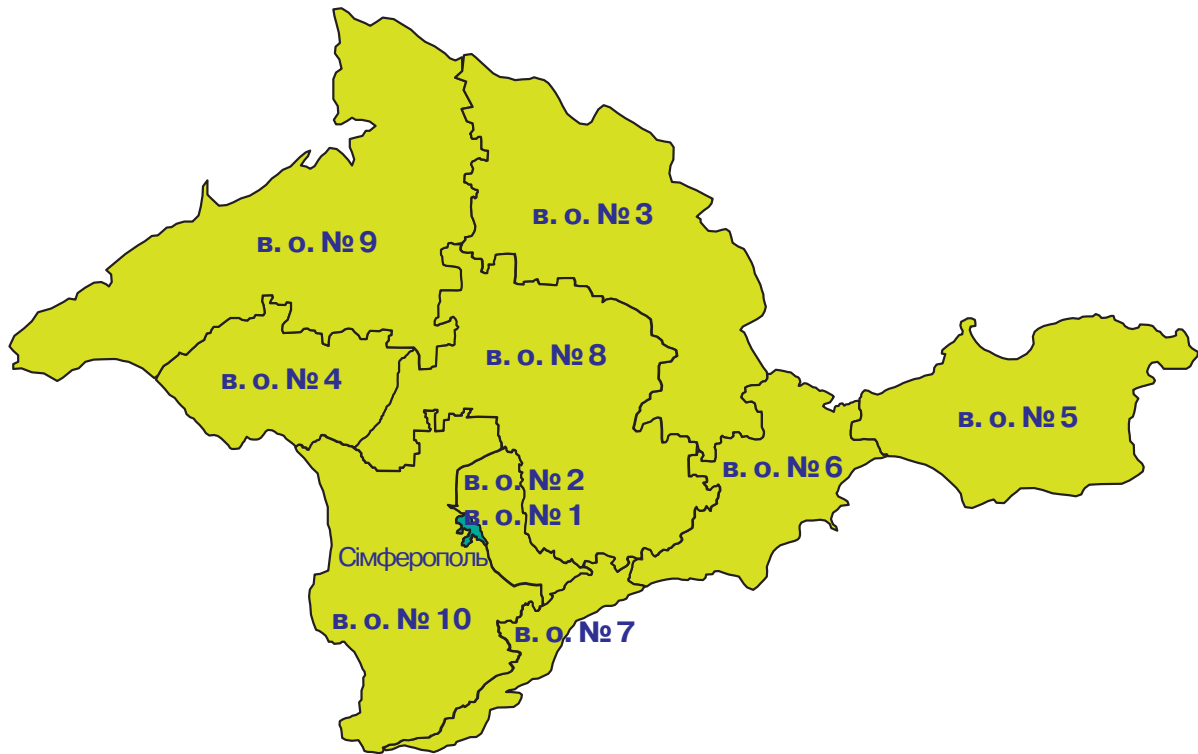 в. о. № 3
в. о. № 9
в. о. № 8
в. о. № 4
в. о. № 5
в. о. № 6
в. о. № 2
в. о. № 1
Сімферополь
в. о. № 10
в. о. № 7